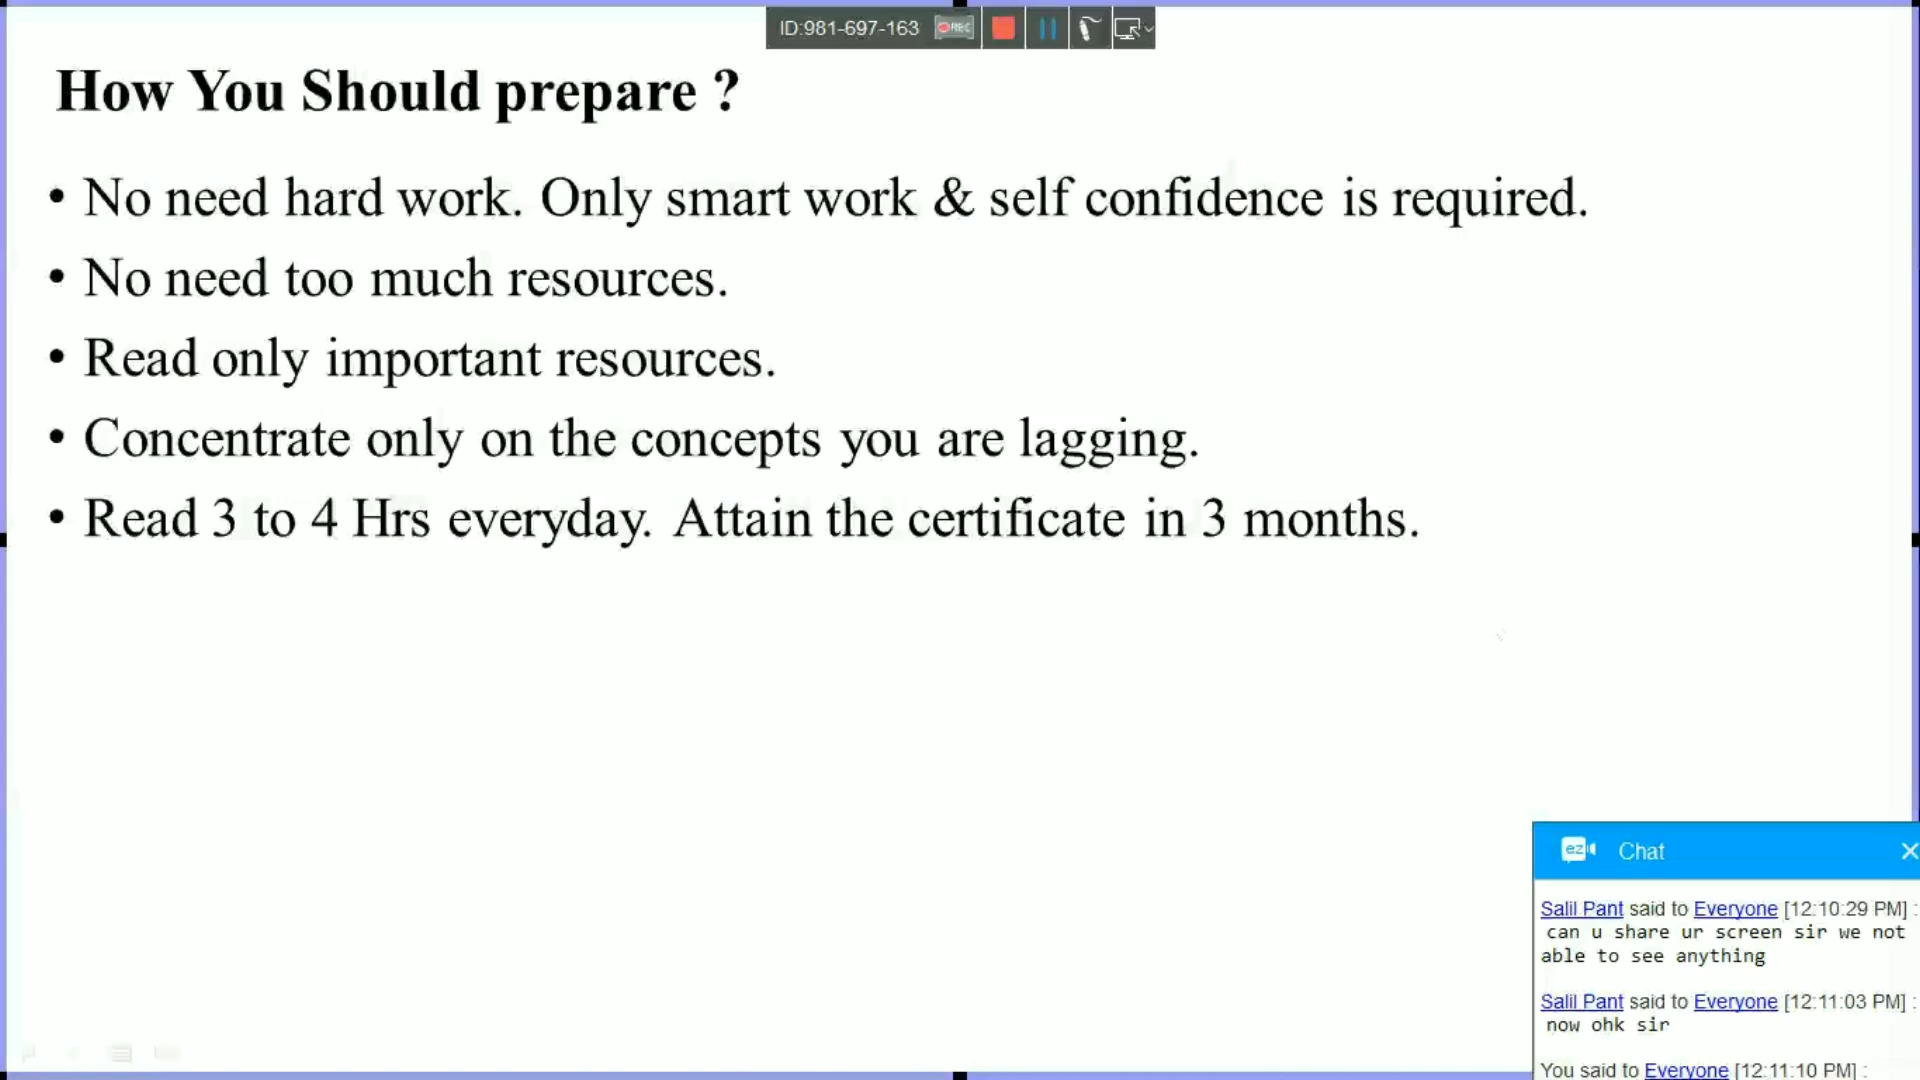 ID:981-697-163 REC
How You Should prepare ?
• No need hard work. Only smart work & self confidence is required.
• No need too much resources.
• Read only important resources.
• Concentrate only on the concepts you are lagging.
• Read 3 to 4 Hrs everyday. Attain the certificate in 3 months.
ez Chat
Salil Pant said to Everyone [12:10:29 PM] :
can u share ur screen sir we not
able to see anything
Salil Pant said to Everyone [12:11:03 PM] :
now ohk sir
You said to Everyone [12:11:10 PM] :